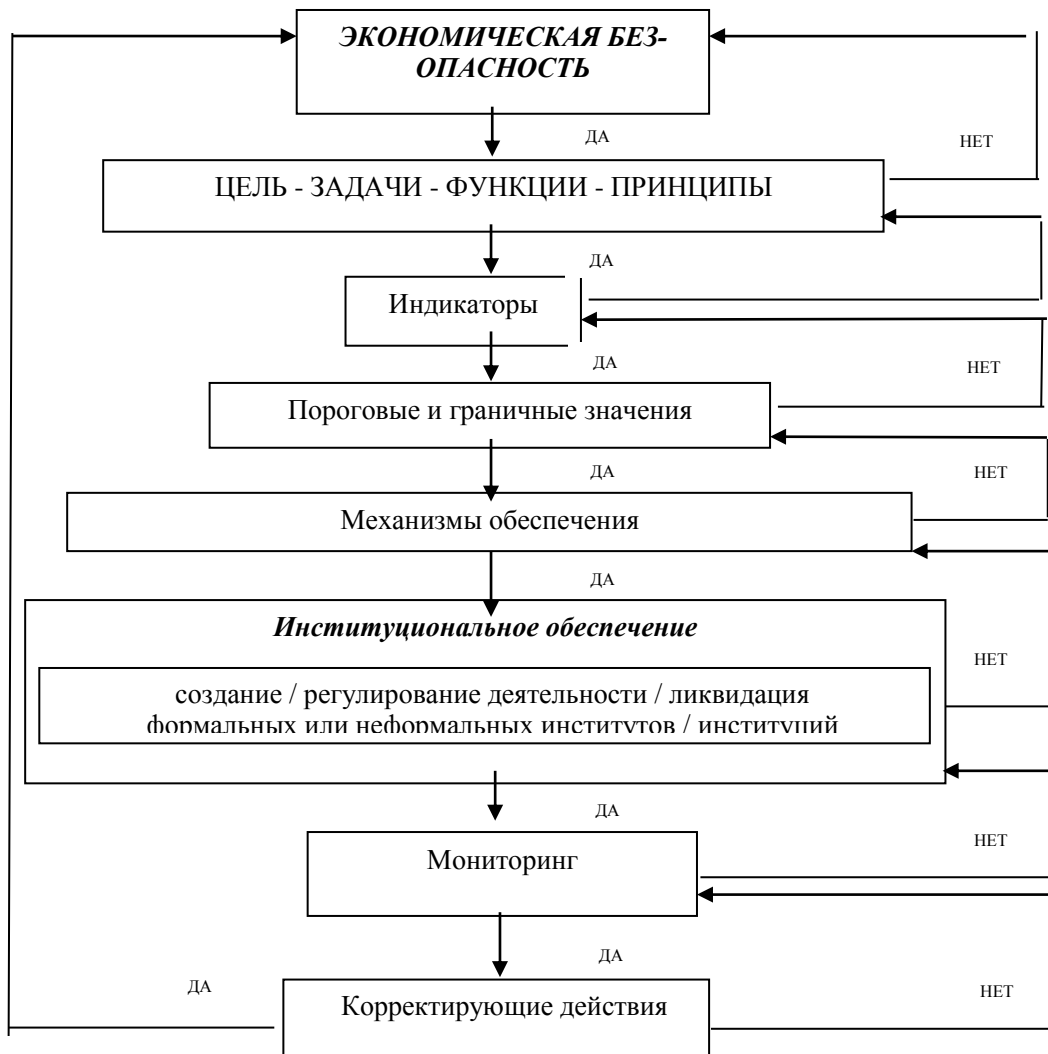 ЭКОНОМИЧЕСКАЯ БЕЗ-
ОПАСНОСТЬ
ДА
НЕТ
ЦЕЛЬ - ЗАДАЧИ - ФУНКЦИИ - ПРИНЦИПЫ
ДА
Индикаторы
ДА
НЕТ
Пороговые и граничные значения
ДА
НЕТ
Механизмы обеспечения
ДА
Институциональное обеспечение
НЕТ
создание / регулирование деятельности / ликвидация
формальных или неформальных институтов / институций
ДА
НЕТ
Мониторинг
ДА
ДА
НЕТ
Корректирующие действия